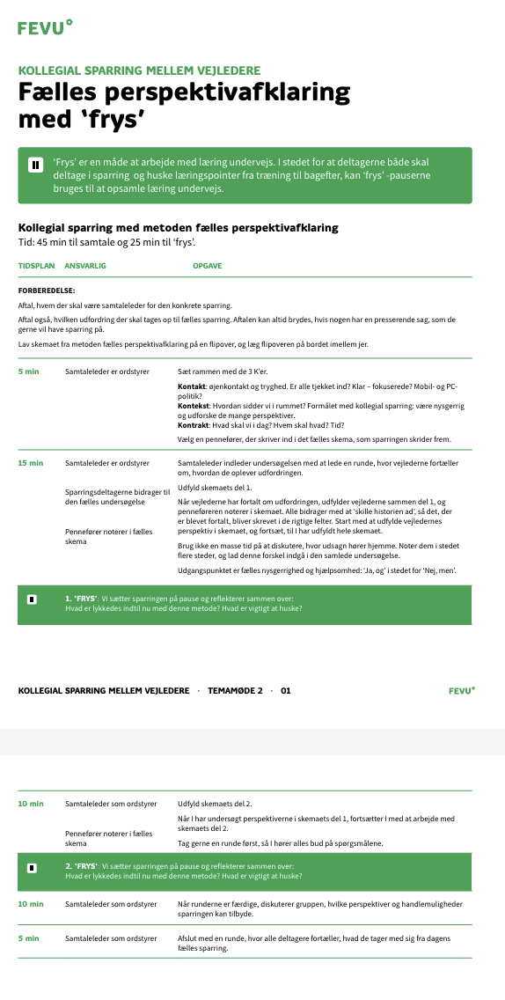 FEVU
KOLLEGIAL SPARRING MELLEM VEJLEDERE
Fælles perspektivafklaring
med ‘frys’
‘Frys’ er en måde at arbejde med læring undervejs. I stedet for at deltagerne både skal
deltage i sparring og huske læringspointer fra træning til bagefter, kan ‘frys’ -pauserne
bruges til at opsamle læring undervejs.
Kollegial sparring med metoden fælles perspektivafklaring
Tid: 45 min til samtale og 25 min til ‘frys’.
TIDSPLAN ANSVARLIG OPGAVE
FORBEREDELSE:
Aftal, hvem der skal være samtaleleder for den konkrete sparring.
Aftal også, hvilken udfordring der skal tages op til fælles sparring. Aftalen kan altid brydes, hvis nogen har en presserende sag, som de
gerne vil have sparring på.
Lav skemaet fra metoden fælles perspektivafklaring på en flipover, og læg flipoveren på bordet imellem jer.
5 min Samtaleleder er ordstyrer Sæt rammen med de 3 K’er.
Kontakt: øjenkontakt og tryghed. Er alle tjekket ind? Klar – fokuserede? Mobil- og PC-
politik?
Kontekst: Hvordan sidder vi i rummet? Formålet med kollegial sparring: være nysgerrig
og udforske de mange perspektiver.
Kontrakt: Hvad skal vi i dag? Hvem skal hvad? Tid?
Vælg en pennefører, der skriver ind i det fælles skema, som sparringen skrider frem.
15 min Samtaleleder er ordstyrer Samtaleleder indleder undersøgelsen med at lede en runde, hvor vejlederne fortæller
om, hvordan de oplever udfordringen.
Sparringsdeltagerne bidrager til
den fælles undersøgelse
Pennefører noterer i fælles
skema
Udfyld skemaets del 1.
Når vejlederne har fortalt om udfordringen, udfylder vejlederne sammen del 1, og
penneføreren noterer i skemaet. Alle bidrager med at ‘skille historien ad’, så det, der
er blevet fortalt, bliver skrevet i de rigtige felter. Start med at udfylde vejledernes
perspektiv i skemaet, og fortsæt, til I har udfyldt hele skemaet.
Brug ikke en masse tid på at diskutere, hvor udsagn hører hjemme. Noter dem i stedet
flere steder, og lad denne forskel indgå i den samlede undersøgelse.
Udgangspunktet er fælles nysgerrighed og hjælpsomhed: ‘Ja, og’ i stedet for ‘Nej, men’.
1. ‘FRYS’: Vi sætter sparringen på pause og reflekterer sammen over:
Hvad er lykkedes indtil nu med denne metode? Hvad er vigtigt at huske?
KOLLEGIAL SPARRING MELLEM VEJLEDERE · TEMAMØDE 2 · 01 FEVU
10 min Samtaleleder som ordstyrer Udfyld skemaets del 2.
Pennefører noterer i fælles
skema
Når I har undersøgt perspektiverne i skemaets del 1, fortsætter I med at arbejde med
skemaets del 2.
Tag gerne en runde først, så I hører alles bud på spørgsmålene.
2. ‘FRYS’: Vi sætter sparringen på pause og reflekterer sammen over:
Hvad er lykkedes indtil nu med denne metode? Hvad er vigtigt at huske?
10 min Samtaleleder som ordstyrer Når runderne er færdige, diskuterer gruppen, hvilke perspektiver og handlemuligheder
sparringen kan tilbyde.
5 min Samtaleleder som ordstyrer Afslut med en runde, hvor alle deltagere fortæller, hvad de tager med sig fra dagens
fælles sparring.